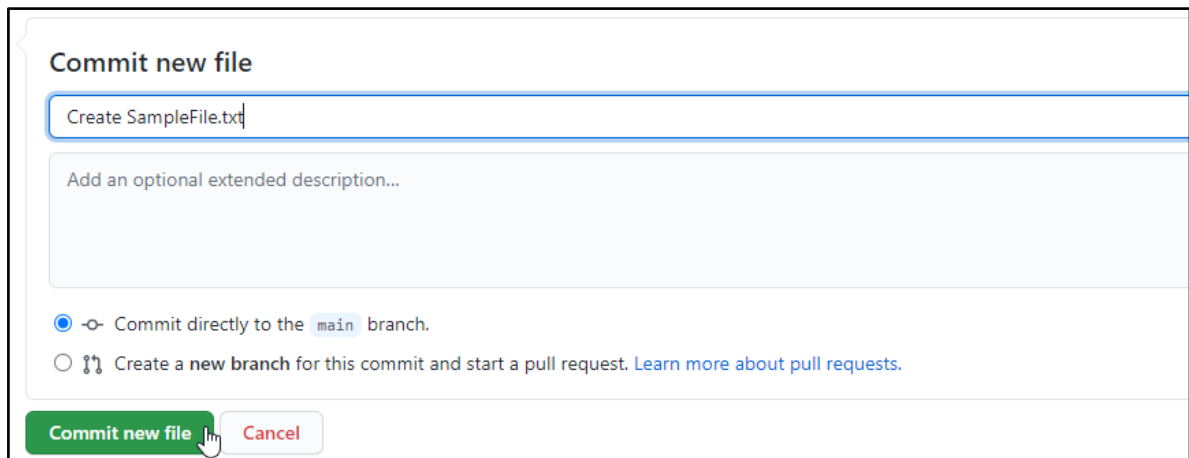 Commit new file
Create SampleFile.txt
Add an optional extended description...
Commit directly to the main branch.
Create a new branch for this commit and start a pull request. Learn more about pull requests.
Commit new file
Cancel